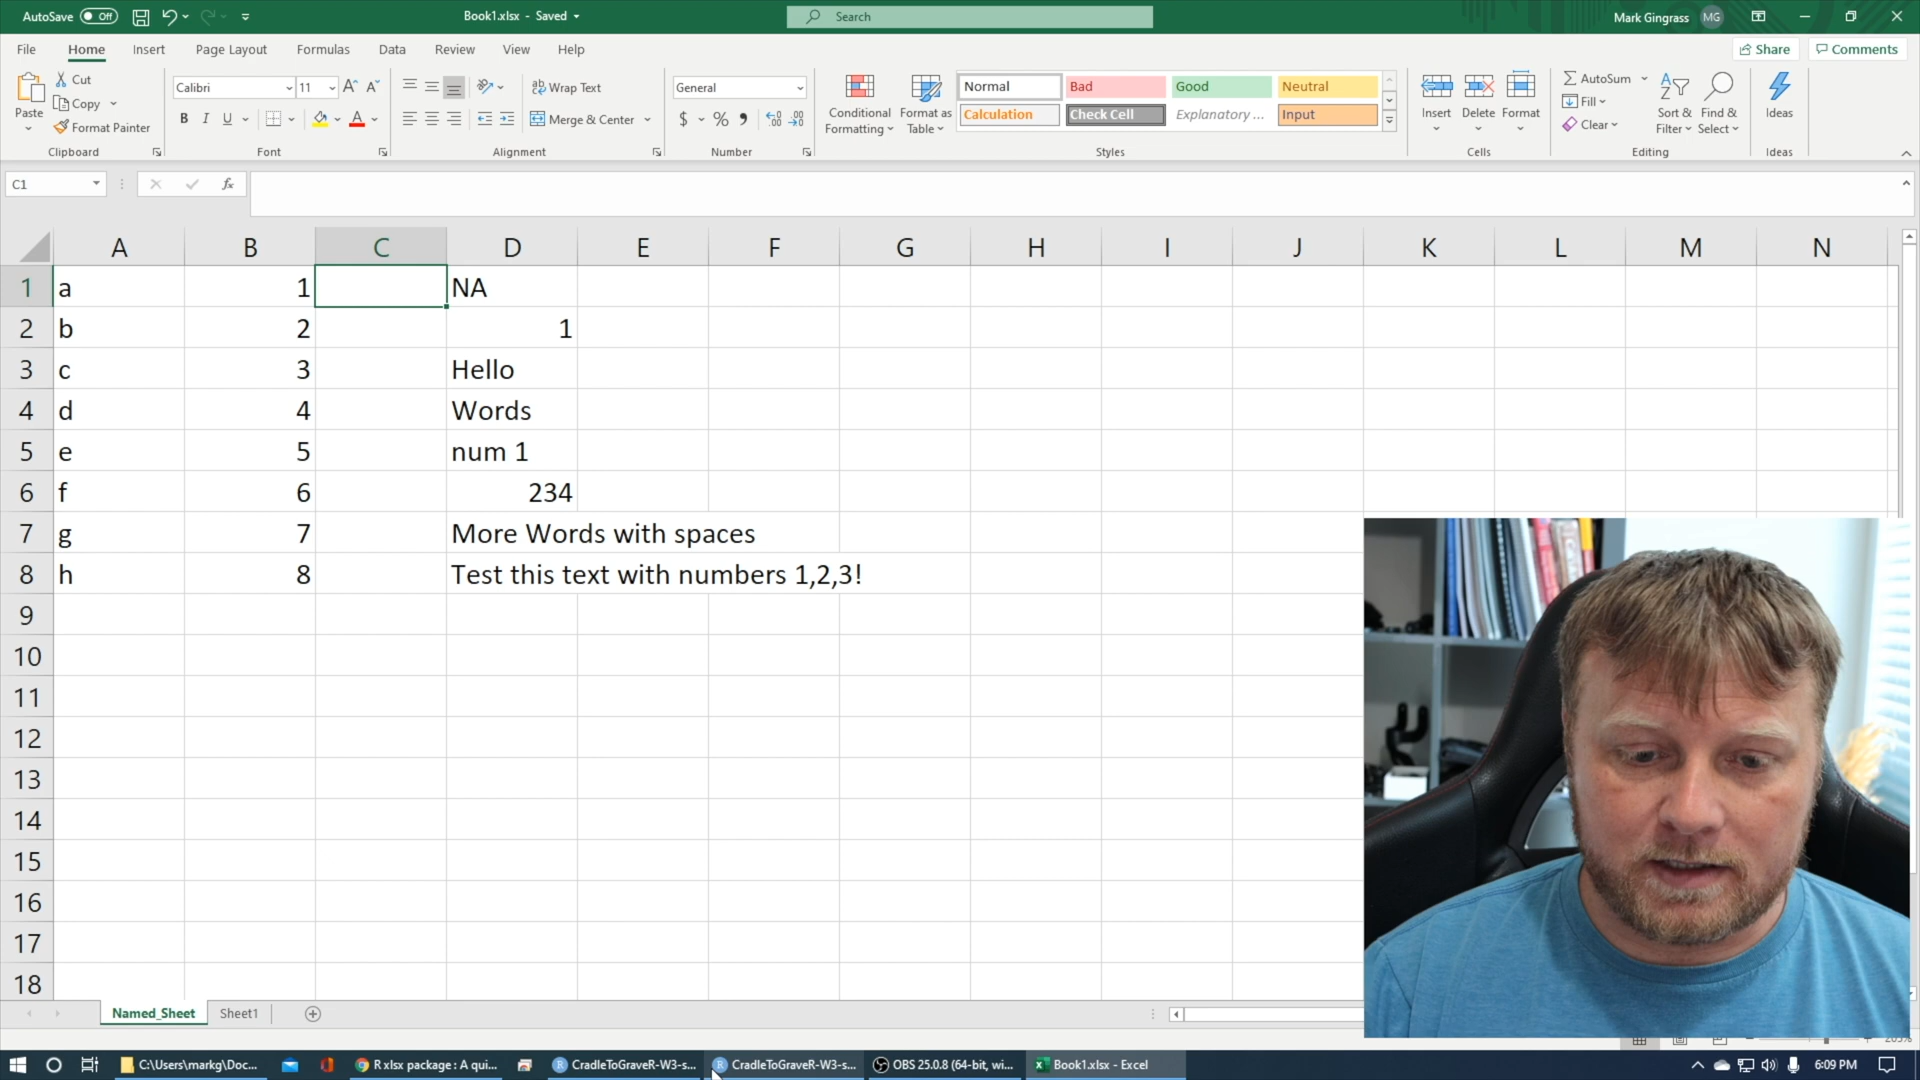 AutoSave Off Book1.xlsx - Saved Search Mark Gingrass MG
File Home Insert Page Layout Formulas Data Review View Help Share Comments
Paste Cut Copy Format Painter
Clipboard
Calibri 11 A A
B I U A
Font
Wrap Text
Merge & Center
Alignment
General
$ % ,
Number
Conditional Formatting
Format as Table
Normal Bad Good Neutral
Calculation Check Cell Explanatory ... Input
Styles
Insert Delete Format
Cells
AutoSum
Fill
Clear
Sort & Filter
Find & Select
Editing
Ideas
Ideas
C1 fx
A B C D E F G H I J K L M N
1 a 1 NA
2 b 2 1
3 c 3 Hello
4 d 4 Words
5 e 5 num 1
6 f 6 234
7 g 7 More Words with spaces
8 h 8 Test this text with numbers 1,2,3!
9
10
11
12
13
14
15
16
17
18
Named_Sheet Sheet1
C:\Users\markg\Doc... R xlsx package : A qui... CradleToGraveR-W3-s... CradleToGraveR-W3-s... OBS 25.0.8 (64-bit, wi... Book1.xlsx - Excel 6:09 PM